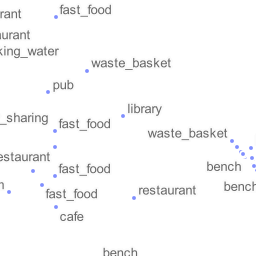 fast_food
rant
aurant
king_water
waste_basket
pub
library
_sharing
fast_food
waste_basket
estaurant
bench
fast_food
bench
fast_food
restaurant
cafe
bench